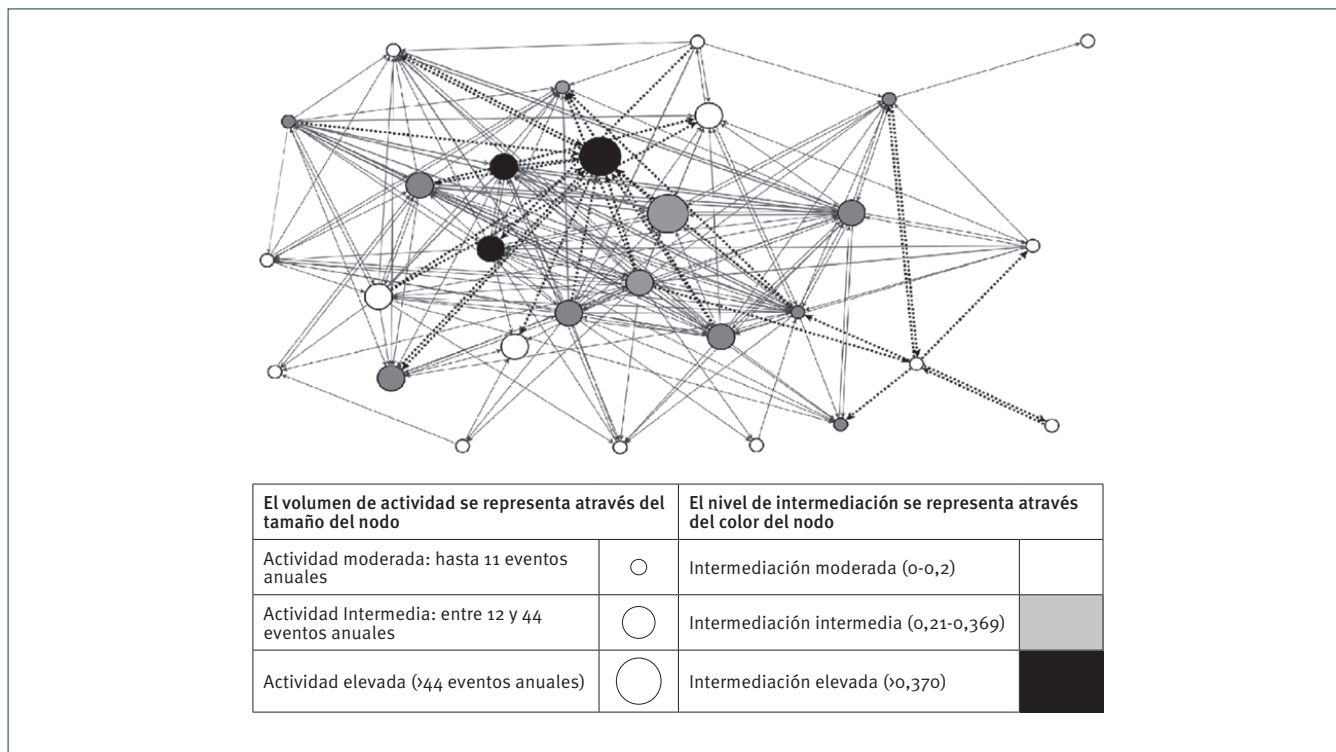 El volumen de actividad se representa através del
tamaño del nodo
El nivel de intermediación se representa através
del color del nodo
Actividad moderada: hasta 11 eventos
anuales
Intermediación moderada (0-0,2)
Actividad Intermedia: entre 12 y 44
eventos anuales
Intermediación intermedia (0,21-0,369)
Actividad elevada (>44 eventos anuales)
Intermediación elevada (>0,370)